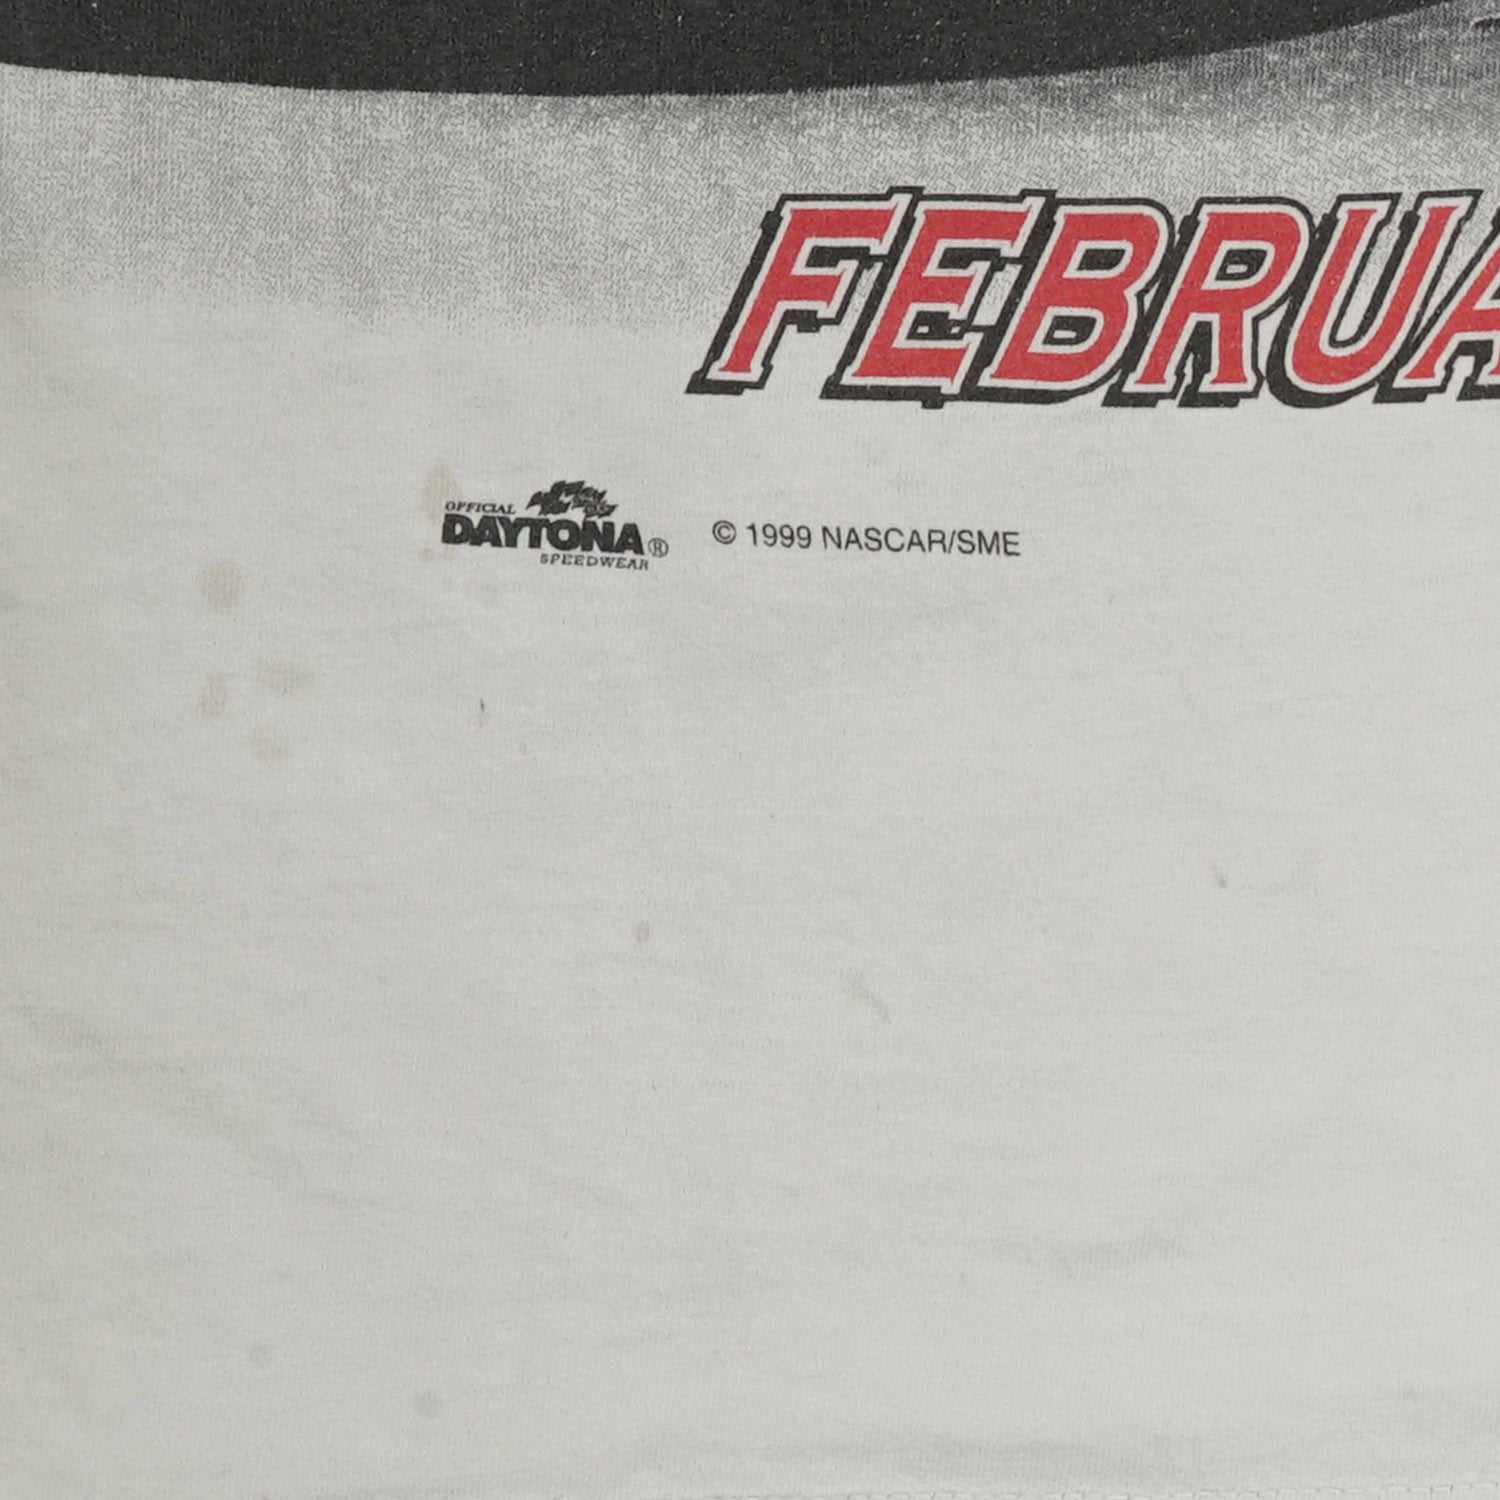 FEBRUA
OFFICIAL
DAYTONA®
SPEEDWEAR
© 1999 NASCAR/SME